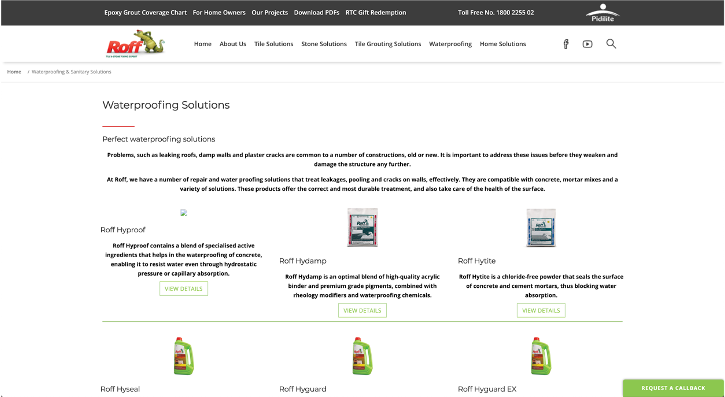 Epoxy Grout Coverage Chart For Home Owners Our Projects Download PDFs RTC Gift Redemption Toll Free No. 1800 2255 02
Pidilite
Roff
Home About Us Tile Solutions Stone Solutions Tile Grouting Solutions Waterproofing Home Solutions
Home › Waterproofing & Sanitary Solutions
Waterproofing Solutions
Perfect waterproofing solutions
Problems, such as leaking roofs, damp walls and plaster cracks are common to a number of constructions, old or new. It is important to address these issues before they weaken and
damage the structure any further.
At Roff, we have a number of repair and water proofing solutions that treat leakages, pooling and cracks on walls, effectively. They are compatible with concrete, mortar mixes and a
variety of solutions. These products offer the correct and most durable treatment, and also take care of the health of the surface.
Roff Hyproof
Roff Hyproof contains a blend of specialised active
ingredients that helps in the waterproofing of concrete,
enabling it to resist water even through hydrostatic
pressure or capillary absorption.
VIEW DETAILS
Roff Hydamp
Roff Hydamp is an optimal blend of high-quality acrylic
binder and premium grade pigments, combined with
rheology modifiers and waterproofing chemicals.
VIEW DETAILS
Roff Hytite
Roff Hytite is a chloride-free powder that seals the surface
of concrete and cement mortars, thus blocking water
absorption.
VIEW DETAILS
Roff Hyseal
Roff Hyguard
Roff Hyguard EX
REQUEST A CALLBACK